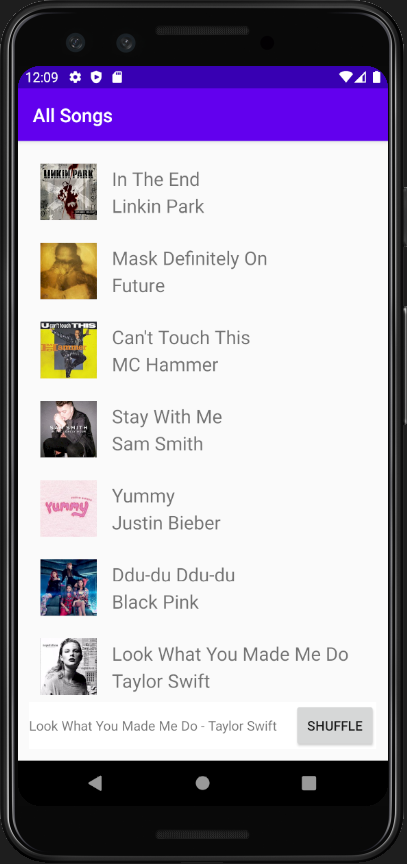 12:09
All Songs
LINKIN PARK
In The End
Linkin Park
Mask Definitely On
Future
U can't touch THIS
Can't Touch This
MC Hammer
SAM SMITH
Stay With Me
Sam Smith
YUMMY
Yummy
Justin Bieber
Ddu-du Ddu-du
Black Pink
Look What You Made Me Do
Taylor Swift
Look What You Made Me Do - Taylor Swift
SHUFFLE